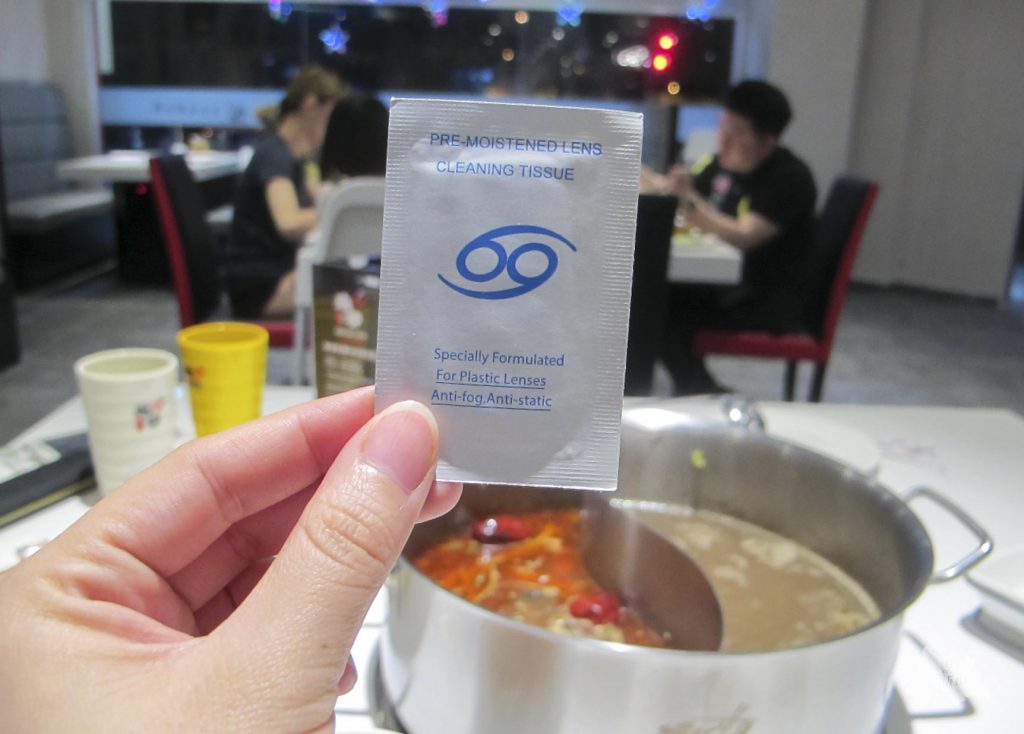 PRE-MOISTENED LENS
CLEANING TISSUE
Specially Formulated
For Plastic Lenses
Anti-fog,Anti-static